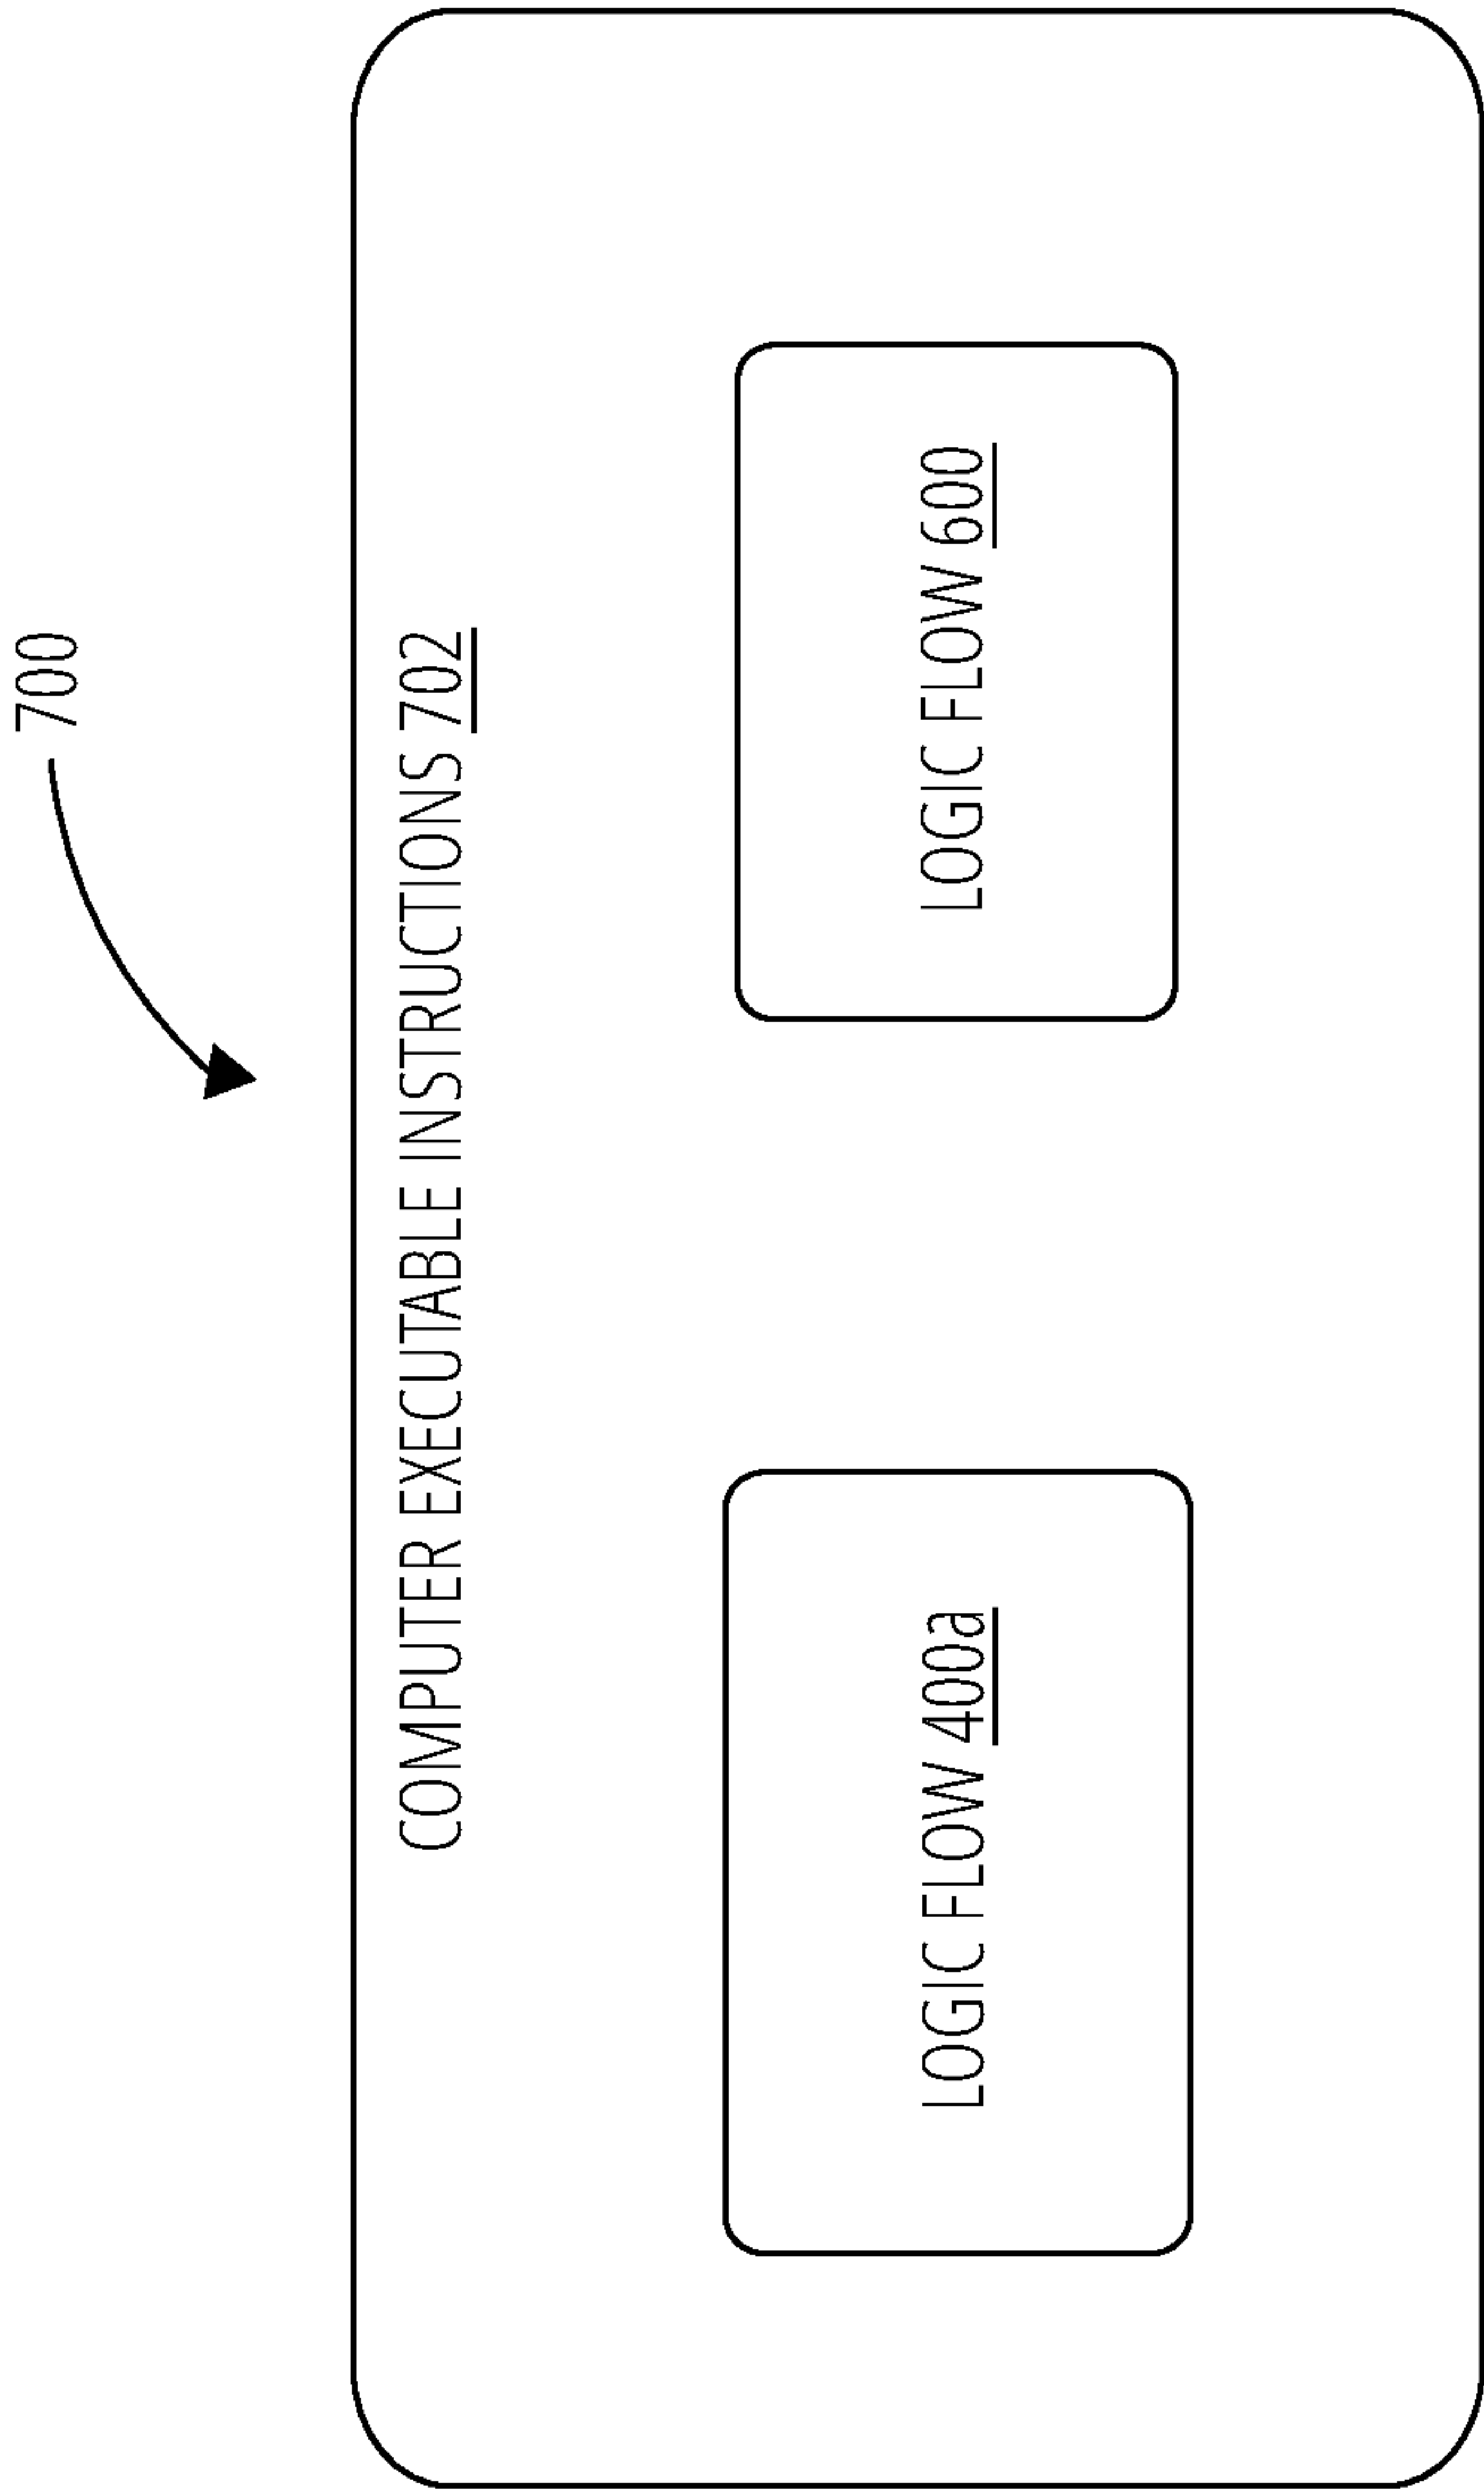 700
COMPUTER EXECUTABLE INSTRUCTIONS 702
LOGIC FLOW 400a
LOGIC FLOW 600